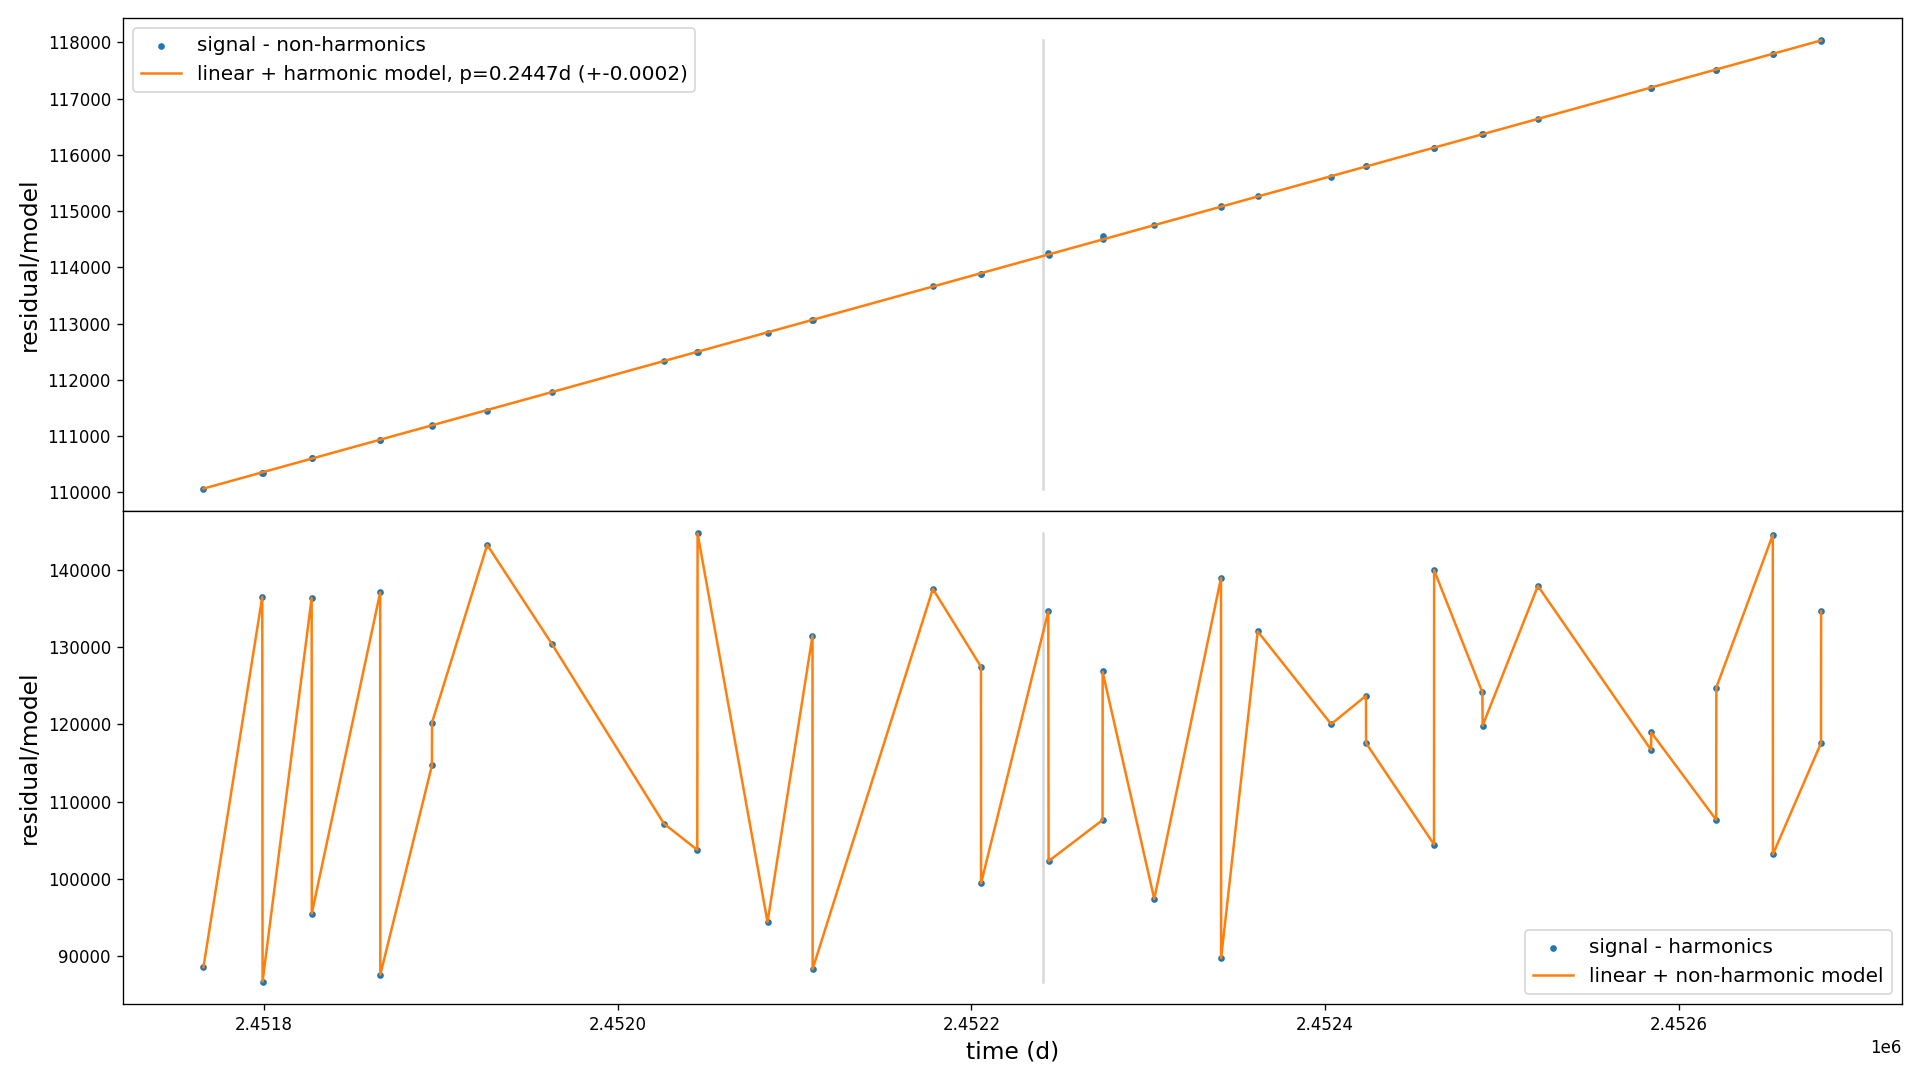 118000
117000
116000
115000
114000
113000
112000
111000
110000
residual/model
signal - non-harmonics
linear + harmonic model, p=0.2447d (+-0.0002)
140000
130000
120000
110000
100000
90000
residual/model
signal - harmonics
linear + non-harmonic model
2.4518
2.4520
2.4522
2.4524
2.4526
1e6
time (d)